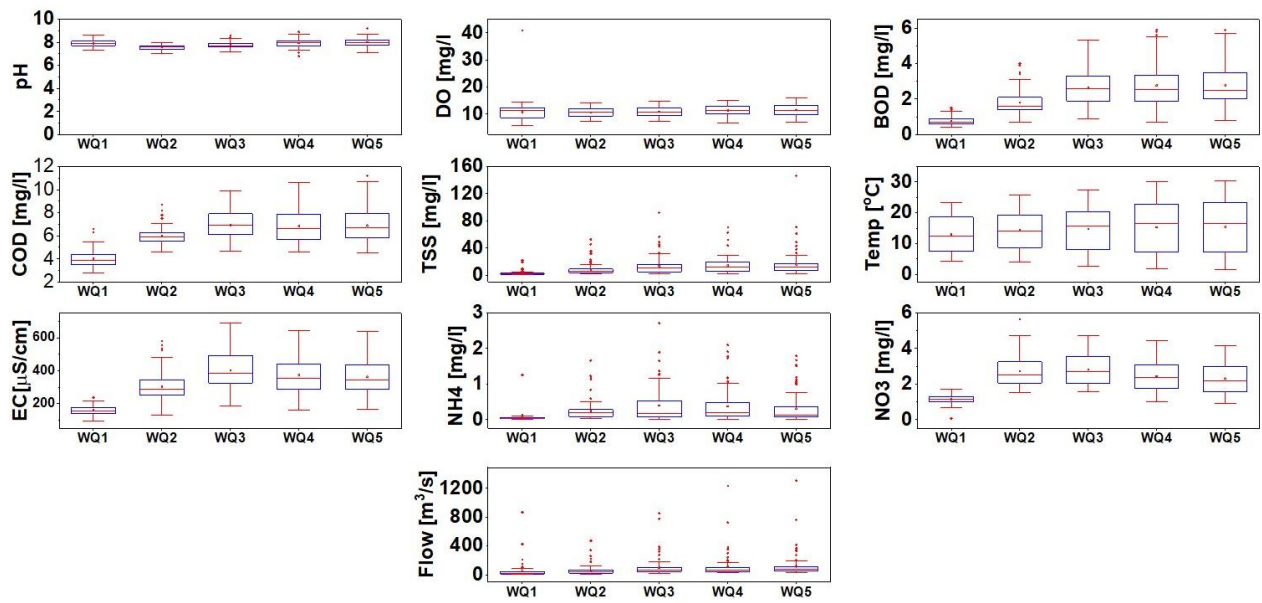 pH
10
8
6
4
2
0
WQ1 WQ2 WQ3 WQ4 WQ5
DO [mg/l]
40
30
20
10
WQ1 WQ2 WQ3 WQ4 WQ5
BOD [mg/l]
6
4
2
0
WQ1 WQ2 WQ3 WQ4 WQ5
COD [mg/l]
12
10
8
6
4
2
WQ1 WQ2 WQ3 WQ4 WQ5
TSS [mg/l]
160
120
80
40
0
WQ1 WQ2 WQ3 WQ4 WQ5
Temp [°C]
30
20
10
0
WQ1 WQ2 WQ3 WQ4 WQ5
EC[μS/cm]
600
400
200
WQ1 WQ2 WQ3 WQ4 WQ5
NH4 [mg/l]
3
2
1
0
WQ1 WQ2 WQ3 WQ4 WQ5
NO3 [mg/l]
6
4
2
0
WQ1 WQ2 WQ3 WQ4 WQ5
Flow [m³/s]
1200
800
400
0
WQ1 WQ2 WQ3 WQ4 WQ5